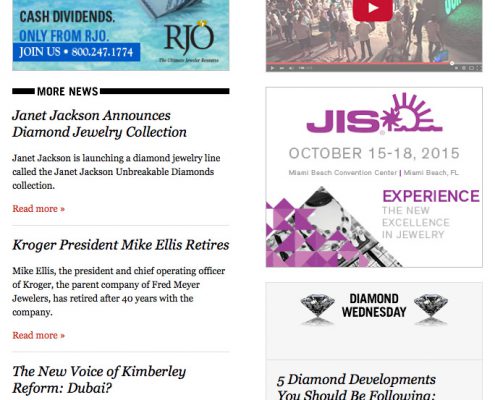 CASH DIVIDENDS.
ONLY FROM RJO.
JOIN US • 800.247.1774
RJO
The Ultimate Jeweler Resource
MORE NEWS
Janet Jackson Announces
Diamond Jewelry Collection
Janet Jackson is launching a diamond jewelry line
called the Janet Jackson Unbreakable Diamonds
collection.
Read more »
Kroger President Mike Ellis Retires
Mike Ellis, the president and chief operating officer
of Kroger, the parent company of Fred Meyer
Jewelers, has retired after 40 years with the
company.
Read more »
The New Voice of Kimberley
Reform: Dubai?
JIS
OCTOBER 15-18, 2015
Miami Beach Convention Center | Miami Beach, FL
EXPERIENCE
THE NEW
EXCELLENCE
IN JEWELRY
DIAMOND
WEDNESDAY
5 Diamond Developments
You Should Be Following: